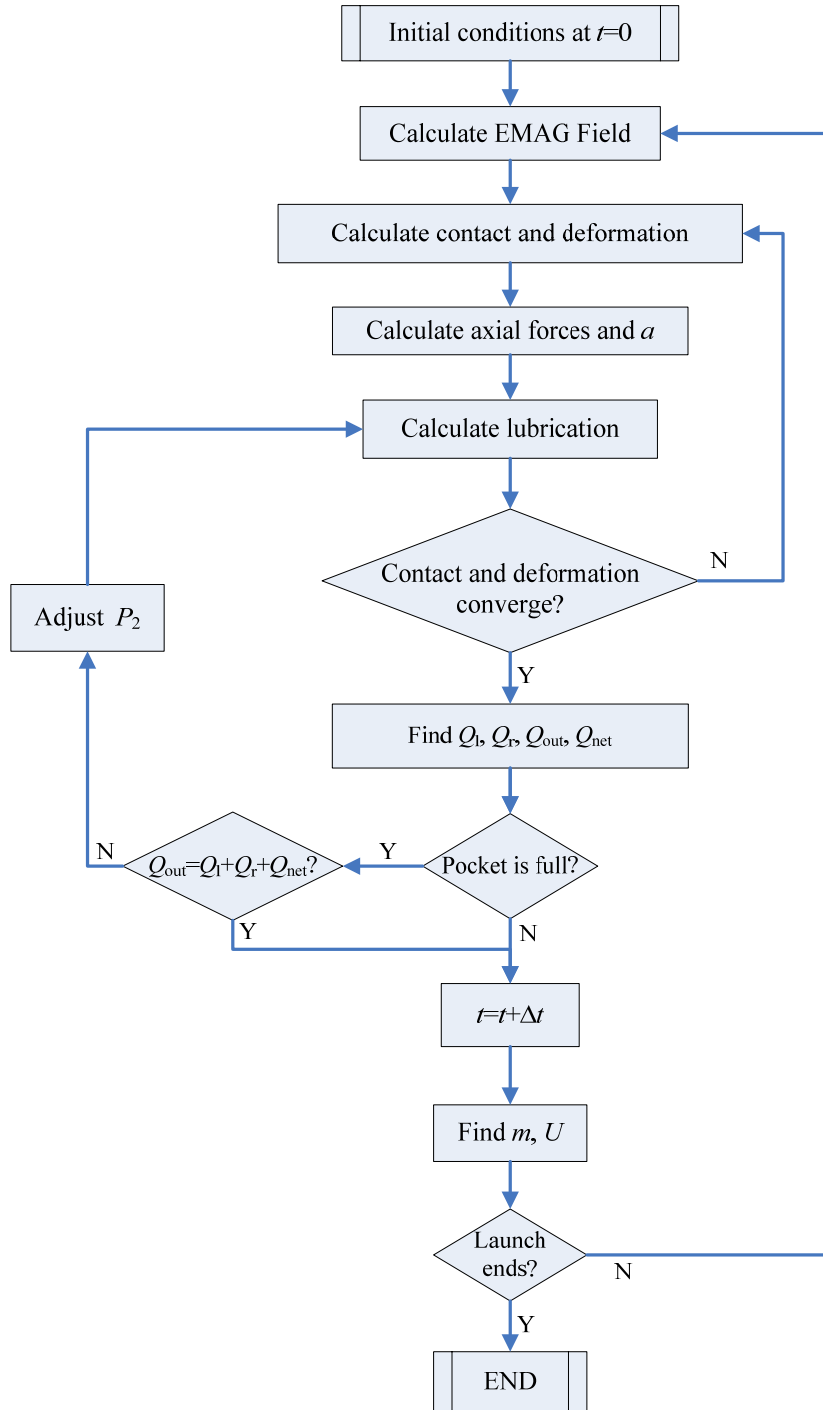 Initial conditions at t=0
Calculate EMAG Field
Calculate contact and deformation
Calculate axial forces and a
Calculate lubrication
Contact and deformation
converge?
N
Adjust P₂
Y
Find Qₗ, Qᵣ, Qout, Qnet
Pocket is full?
Y
Qout=Qₗ+Qᵣ+Qnet?
N
Y
N
t=t+Δt
Find m, U
Launch
ends?
N
Y
END